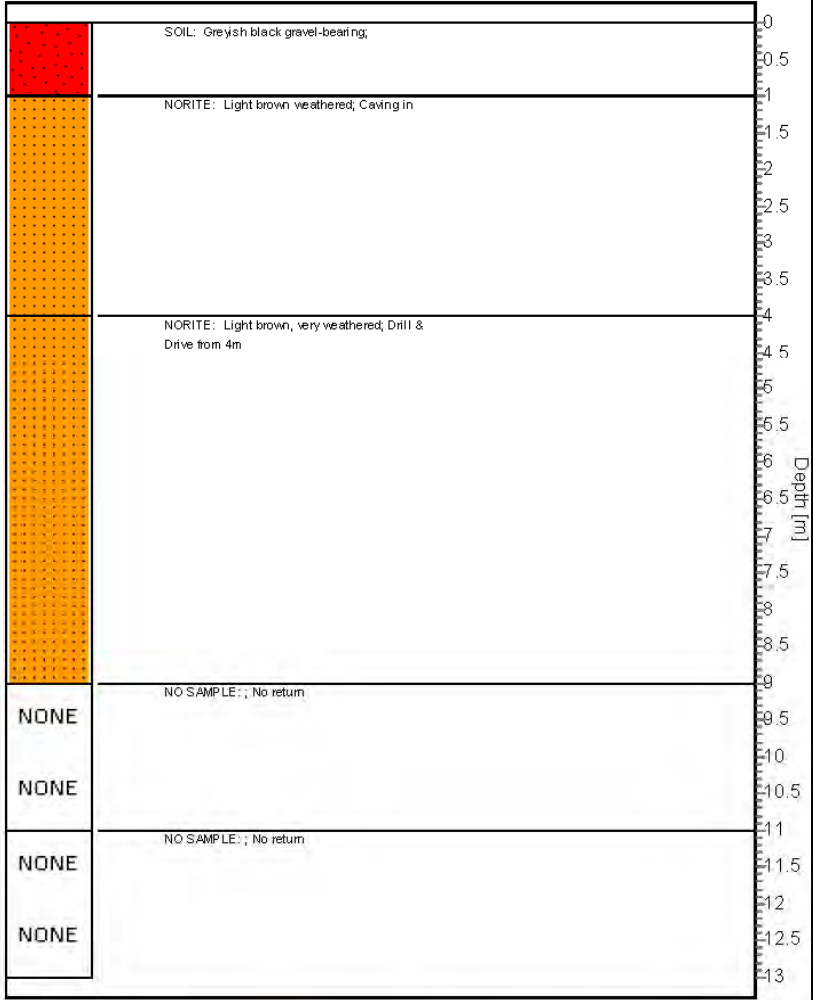 SOIL: Greyish black gravel-bearing;
NORITE: Light brown weathered; Caving in
NORITE: Light brown, very weathered; Drill &
Drive from 4m
NO SAMPLE: ; No return
NONE
NONE
NO SAMPLE: ; No return
NONE
NONE
0
0.5
1
1.5
2
2.5
3
3.5
4
4.5
5
5.5
6
6.5
7
7.5
8
8.5
9
9.5
10
10.5
11
11.5
12
12.5
13
Depth [m]